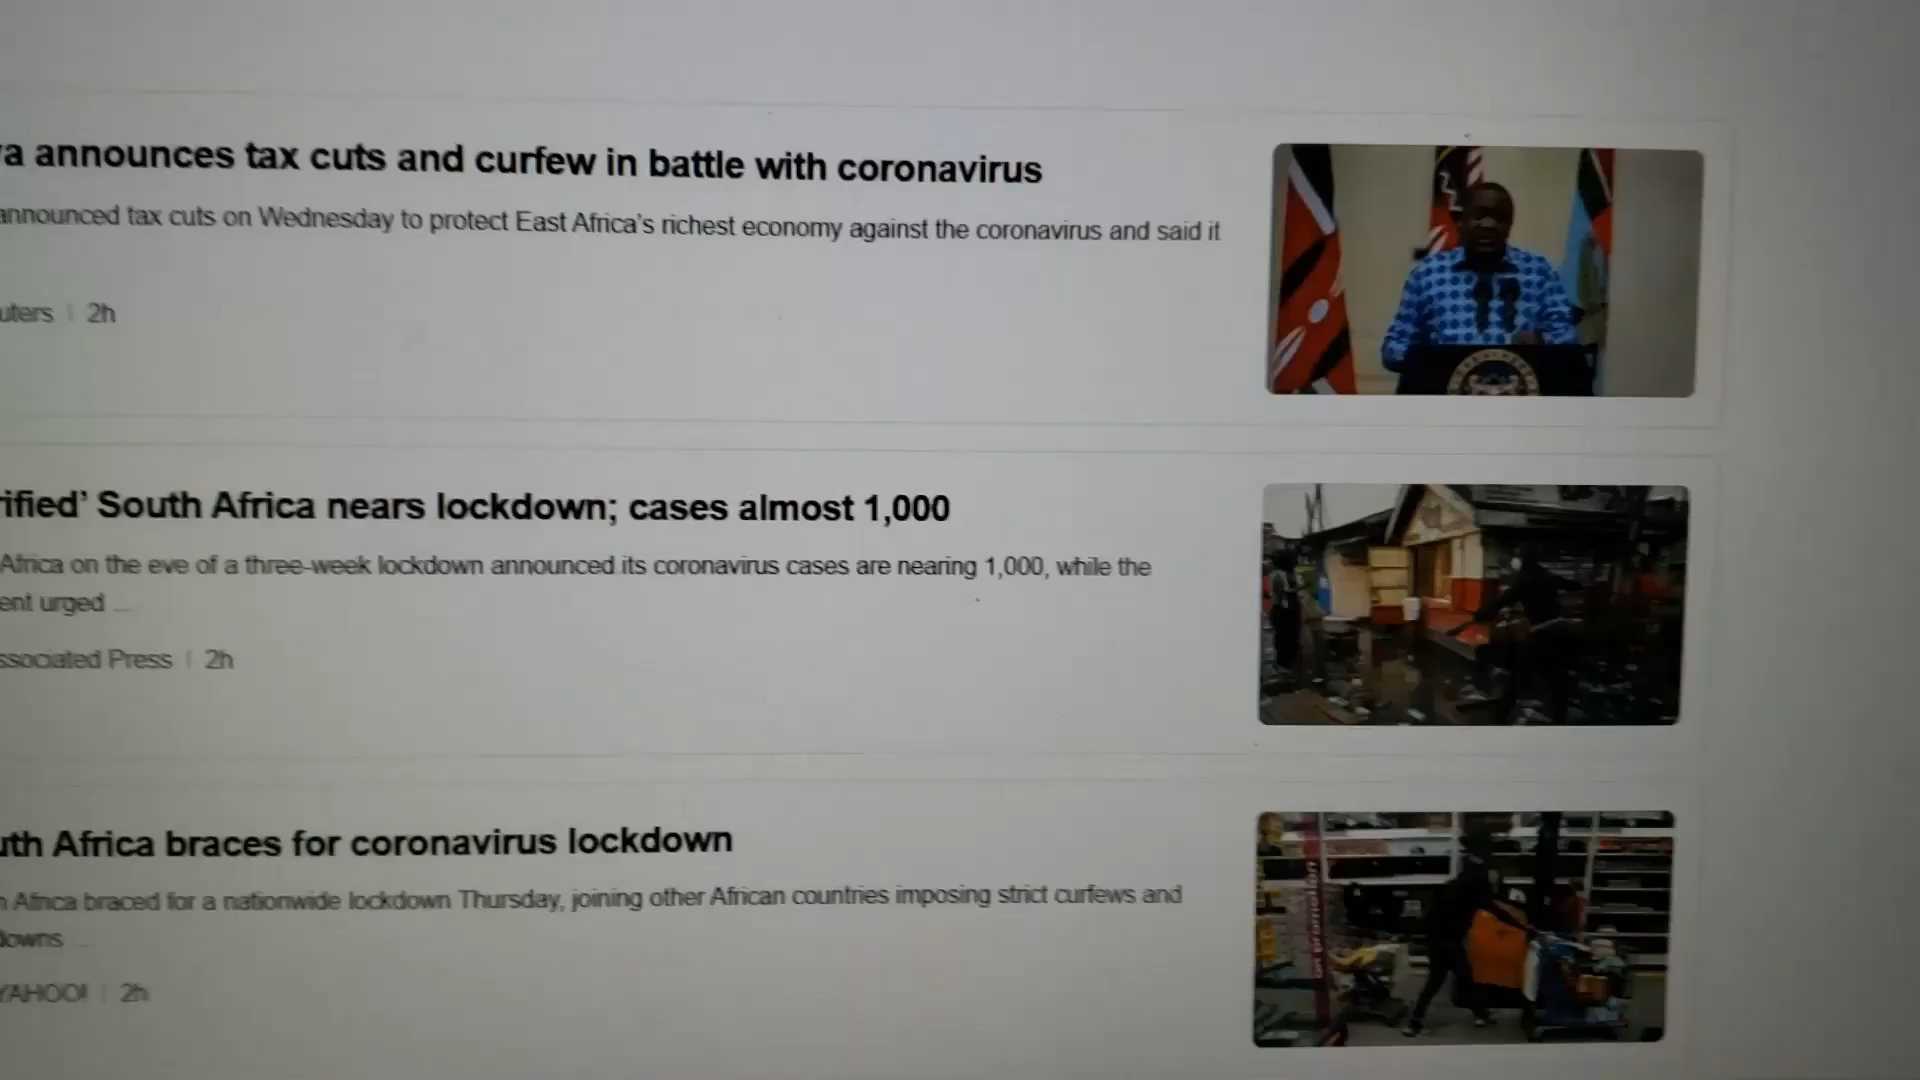 ya announces tax cuts and curfew in battle with coronavirus
announced tax cuts on Wednesday to protect East Africa's richest economy against the coronavirus and said it
uters | 2h
rified' South Africa nears lockdown; cases almost 1,000
Africa on the eve of a three-week lockdown announced its coronavirus cases are nearing 1,000, while the
ent urged ...
ssociated Press | 2h
uth Africa braces for coronavirus lockdown
h Africa braced for a nationwide lockdown Thursday, joining other African countries imposing strict curfews and
downs ...
YAHOO! | 2h
on promotion